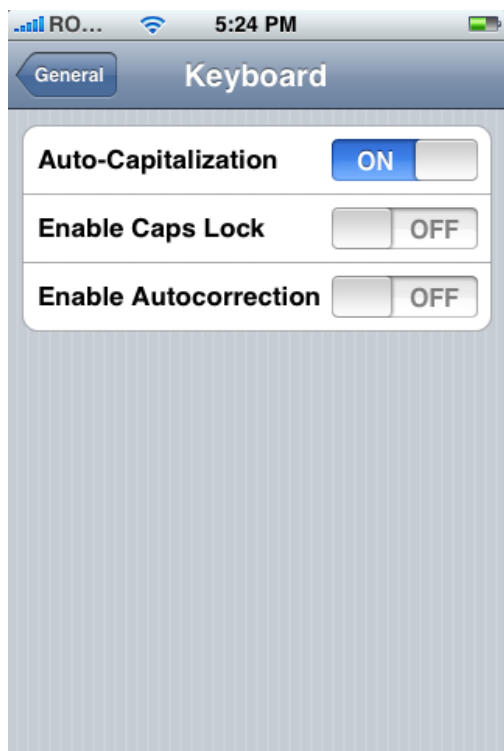 RO... 5:24 PM
General Keyboard
Auto-Capitalization ON
Enable Caps Lock OFF
Enable Autocorrection OFF